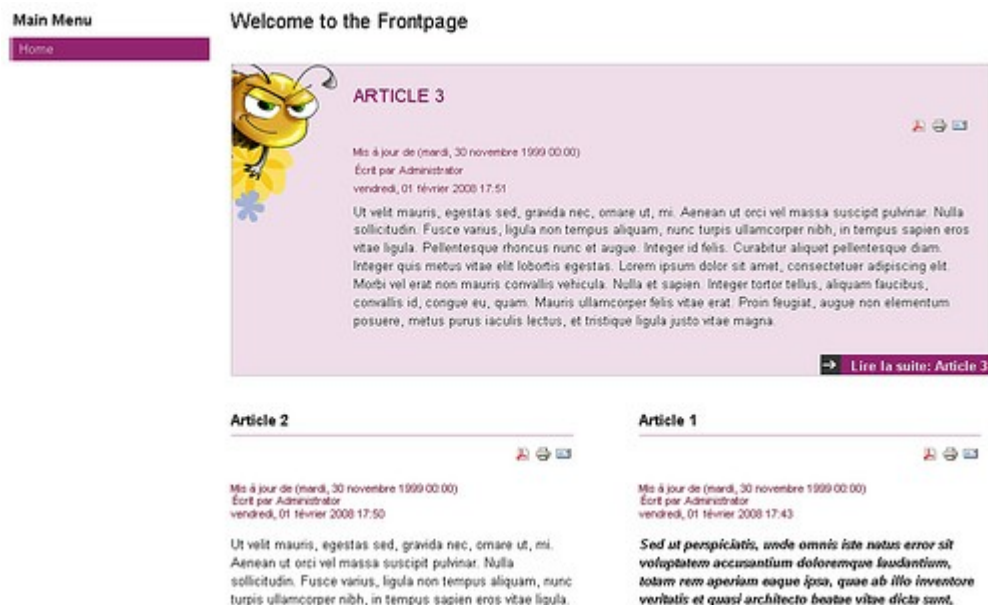 Main Menu
Home
Welcome to the Frontpage
ARTICLE 3
Mis à jour de (mardi, 30 novembre 1999 00:00)
Écrit par Administrator
vendredi, 01 février 2008 17:51
Ut velit mauris, egestas sed, gravida nec, ornare ut, mi. Aenean ut orci vel massa suscipit pulvinar. Nulla
sollicitudin. Fusce varius, ligula non tempus aliquam, nunc turpis ullamcorper nibh, in tempus sapien eros
vitae ligula. Pellentesque rhoncus nunc et augue. Integer id felis. Curabitur aliquet pellentesque diam.
Integer quis metus vitae elit lobortis egestas. Lorem ipsum dolor sit amet, consectetuer adipiscing elit.
Morbi vel erat non mauris convallis vehicula. Nulla et sapien. Integer tortor tellus, aliquam faucibus,
convallis id, congue eu, quam. Mauris ullamcorper felis vitae erat. Proin feugiat, augue non elementum
posuere, metus purus iaculis lectus, et tristique ligula justo vitae magna.
Lire la suite: Article 3
Article 2
Mis à jour de (mardi, 30 novembre 1999 00:00)
Écrit par Administrator
vendredi, 01 février 2008 17:50
Ut velit mauris, egestas sed, gravida nec, ornare ut, mi.
Aenean ut orci vel massa suscipit pulvinar. Nulla
sollicitudin. Fusce varius, ligula non tempus aliquam, nunc
turpis ullamcorper nibh, in tempus sapien eros vitae ligula.
Article 1
Mis à jour de (mardi, 30 novembre 1999 00:00)
Écrit par Administrator
vendredi, 01 février 2008 17:43
Sed ut perspiciatis, unde omnis iste natus error sit
voluptatem accusantium doloremque laudantium,
totam rem aperiam eaque ipsa, quae ab illo inventore
veritatis et quasi architecto beatae vitae dicta sunt,